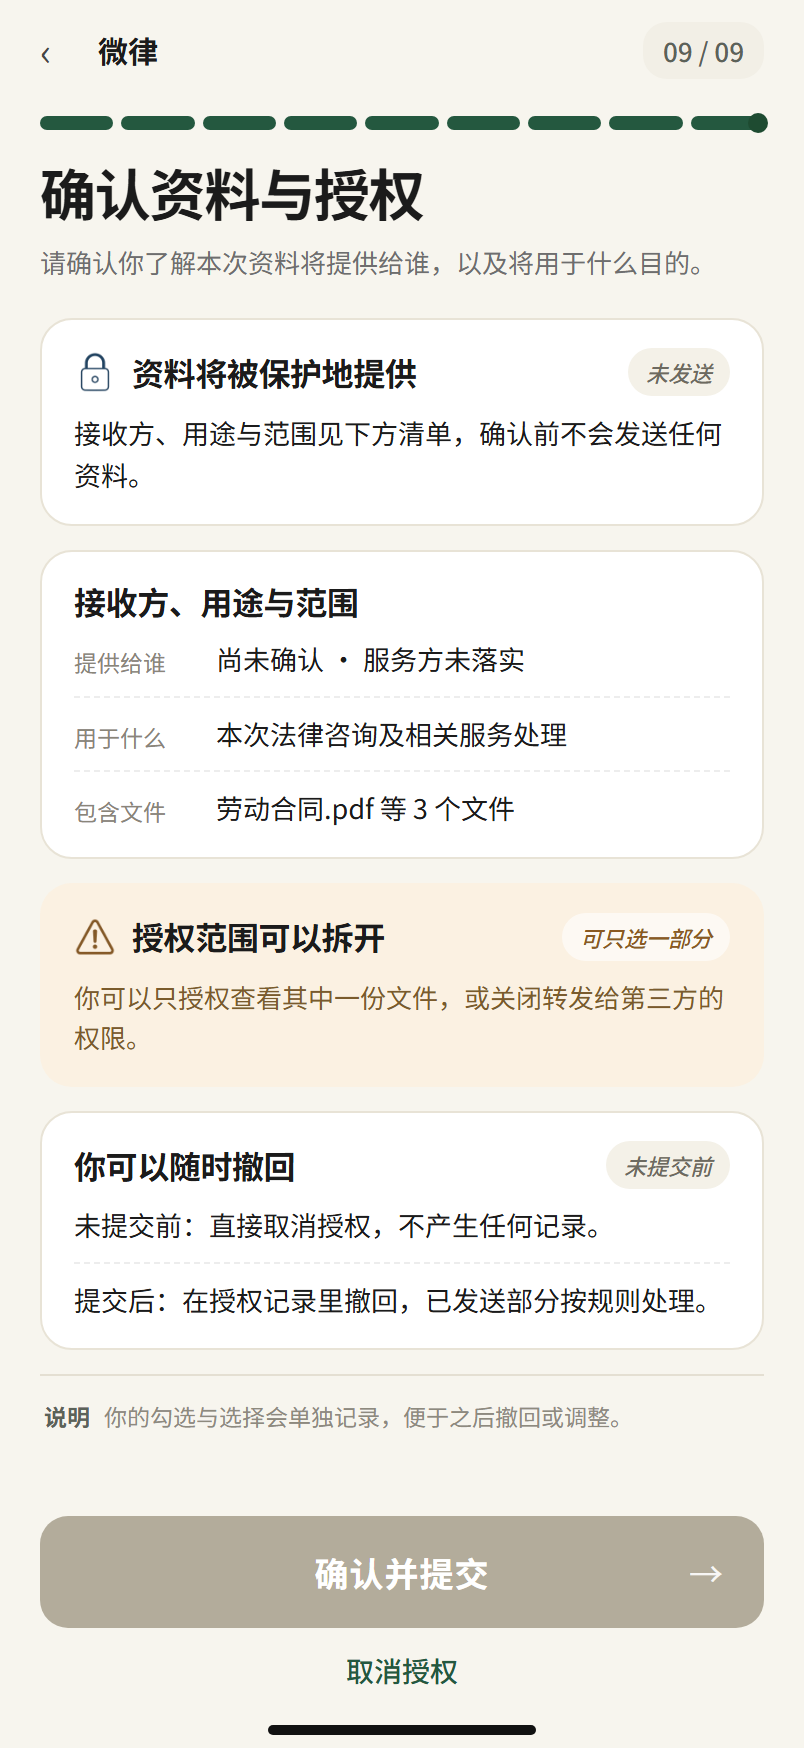 ‹ 微律 09 / 09
确认资料与授权
请确认你了解本次资料将提供给谁，以及将用于什么目的。
资料将被保护地提供 未发送
接收方、用途与范围见下方清单，确认前不会发送任何
资料。
接收方、用途与范围
提供给谁 尚未确认 · 服务方未落实
用于什么 本次法律咨询及相关服务处理
包含文件 劳动合同.pdf 等 3 个文件
授权范围可以拆开 可只选一部分
你可以只授权查看其中一份文件，或关闭转发给第三方的
权限。
你可以随时撤回 未提交前
未提交前：直接取消授权，不产生任何记录。
提交后：在授权记录里撤回，已发送部分按规则处理。
说明 你的勾选与选择会单独记录，便于之后撤回或调整。
确认并提交 →
取消授权